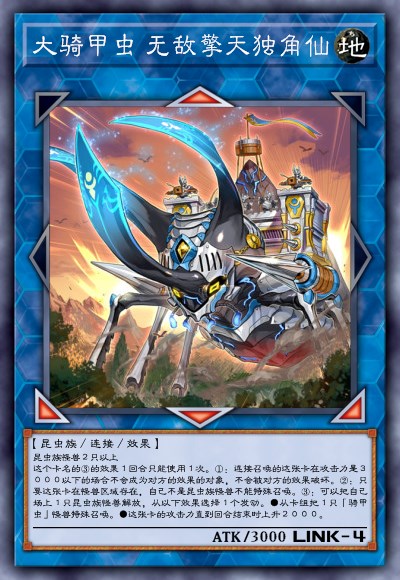 大骑甲虫 无敌擎天独角仙 地
【昆虫族／连接／效果】
昆虫族怪兽2只以上
这个卡名的③的效果1回合只能使用1次。①：连接召唤的这张卡在攻击力是3
000以下的场合不会成为对方的效果的对象，不会被对方的效果破坏。②：只
要这张卡在怪兽区域存在，自己不是昆虫族怪兽不能特殊召唤。③：可以把自己
场上1只昆虫族怪兽解放，从以下效果选择1个发动。●从卡组把1只「骑甲
虫」怪兽特殊召唤。●这张卡的攻击力直到回合结束时上升2000。
ATK/3000 LINK-4